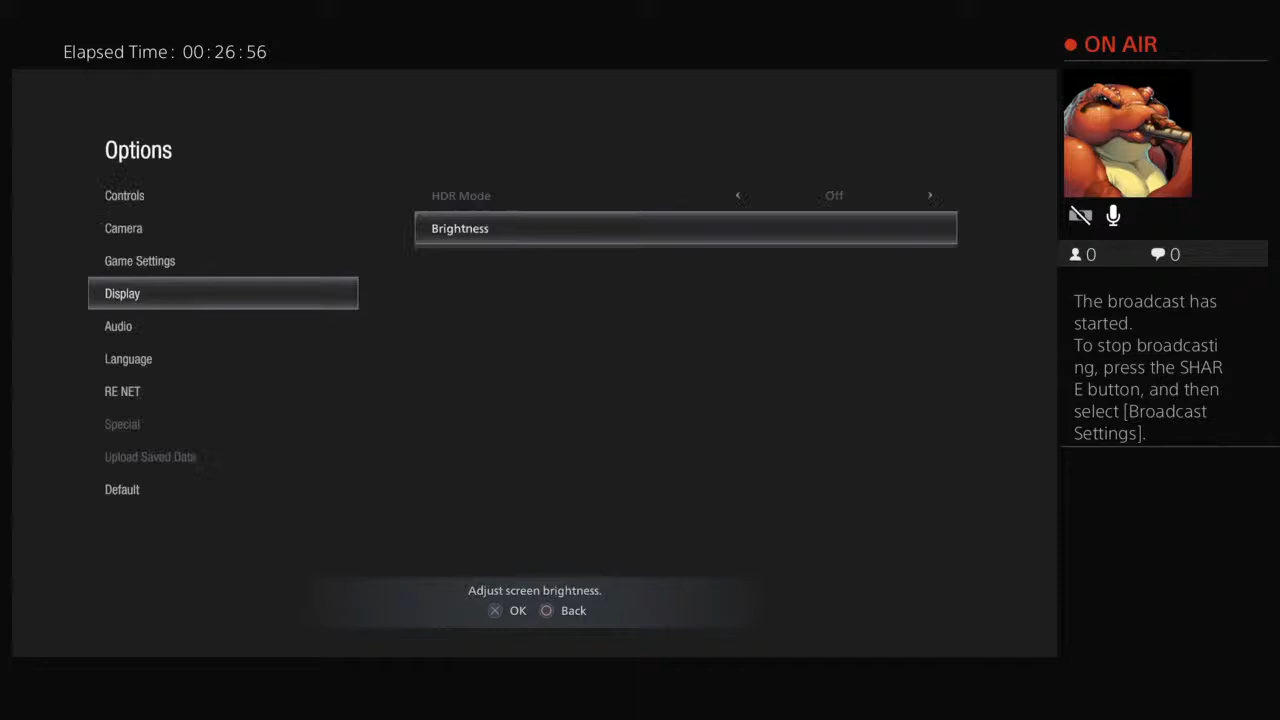 Elapsed Time: 00:26:56
ON AIR
Options
Controls
Camera
Game Settings
Display
Audio
Language
RE NET
Special
Upload Saved Data
Default
HDR Mode
Off
Brightness
Adjust screen brightness.
OK Back
0 0
The broadcast has
started.
To stop broadcasti
ng, press the SHAR
E button, and then
select [Broadcast
Settings].